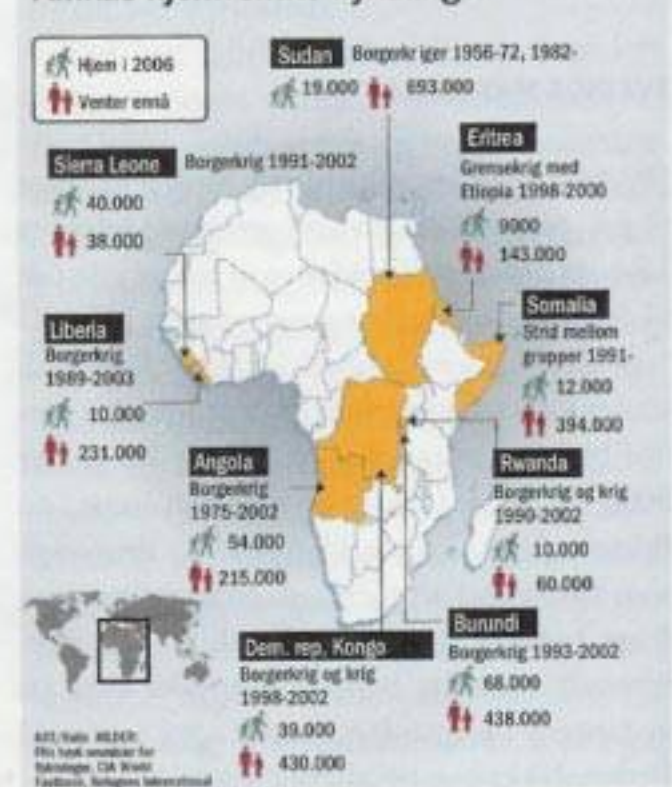 Hjem i 2006
Venter ennå
Sudan Borgerkriger 1956-72, 1982-
19.000 693.000
Eritrea
Grensekrig med
Etiopia 1998-2000
9000
143.000
Sierra Leone Borgerkrig 1991-2002
40.000
38.000
Somalia
Strid mellom
grupper 1991-
12.000
394.000
Liberia
Borgerkrig
1989-2003
10.000
231.000
Angola
Borgerkrig
1975-2002
54.000
215.000
Rwanda
Borgerkrig og krig
1990-2002
10.000
60.000
Burundi
Borgerkrig 1993-2002
68.000
438.000
Dem. rep. Kongo
Borgerkrig og krig
1998-2002
39.000
430.000
CIA World